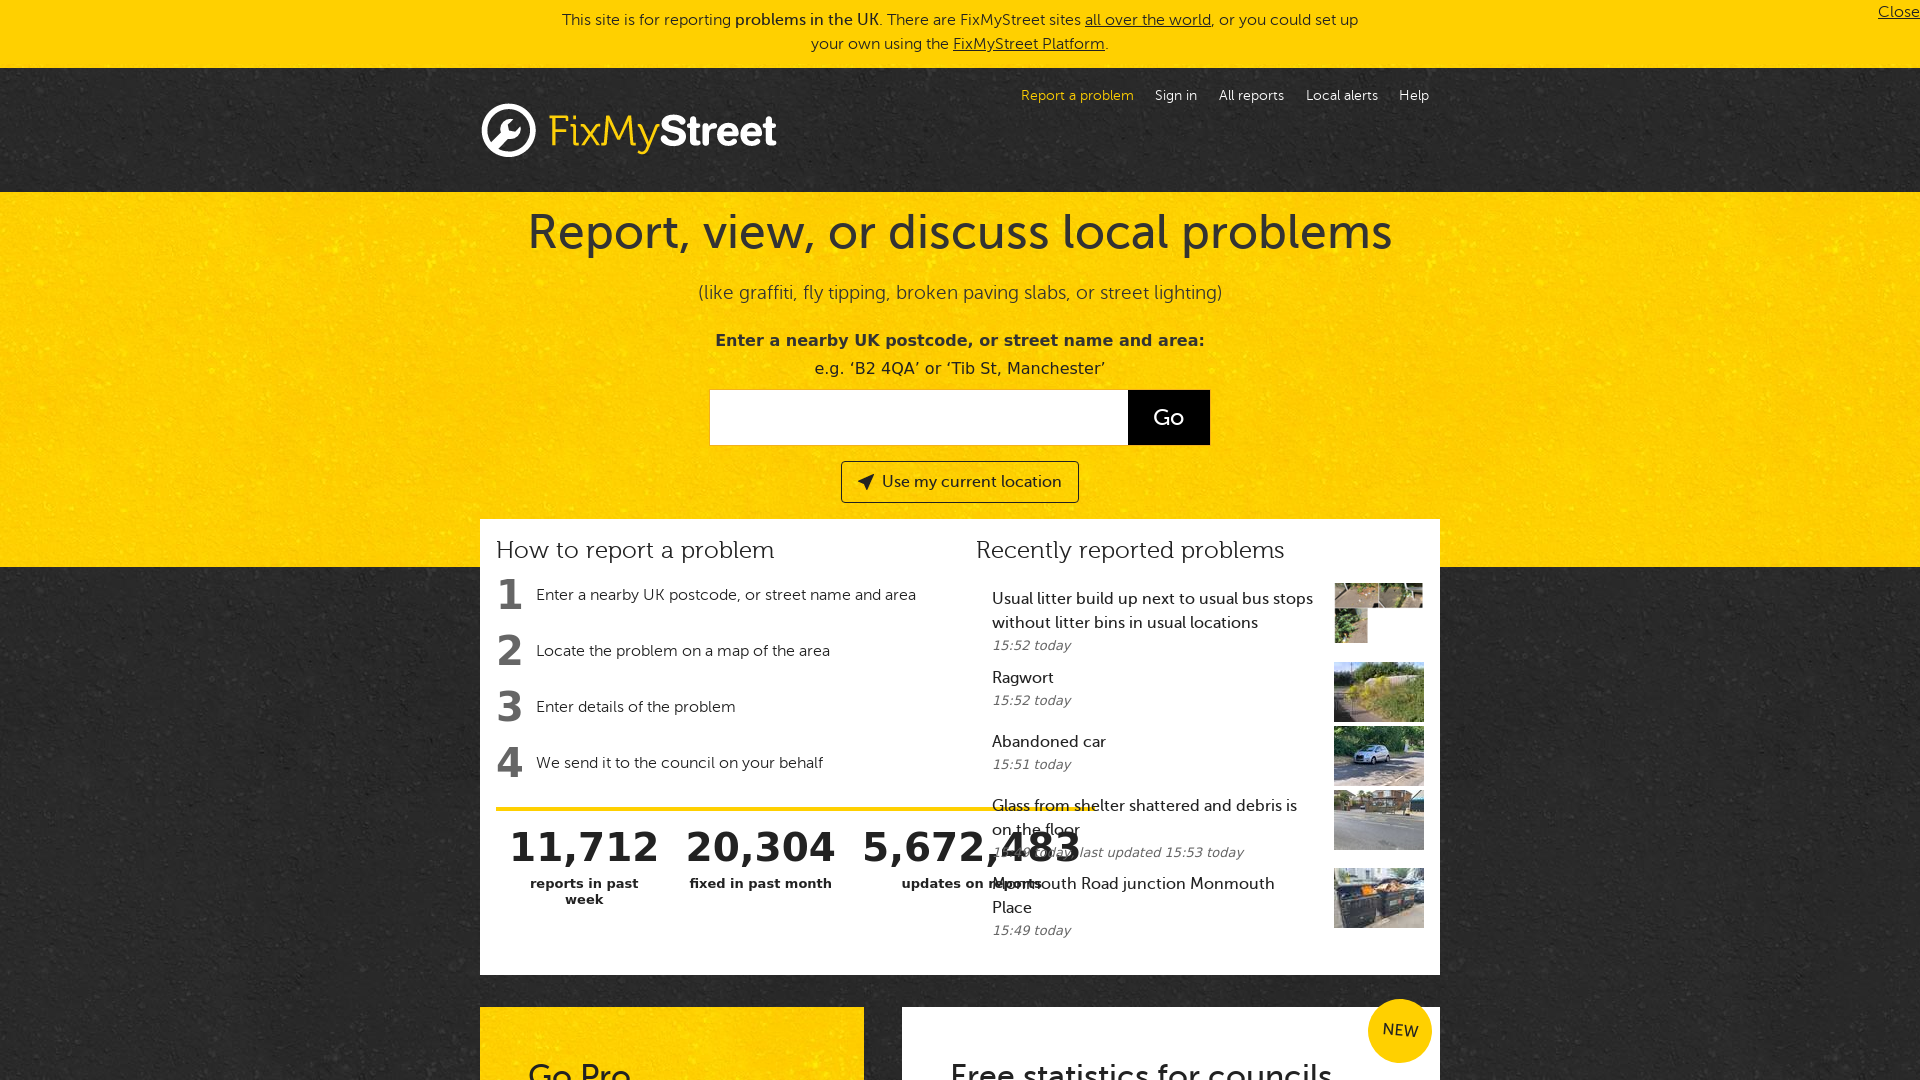 This site is for reporting problems in the UK. There are FixMyStreet sites all over the world, or you could set up
your own using the FixMyStreet Platform.
Close
Report a problem
Sign in
All reports
Local alerts
Help
FixMyStreet
Report, view, or discuss local problems
(like graffiti, fly tipping, broken paving slabs, or street lighting)
Enter a nearby UK postcode, or street name and area:
e.g. ‘B2 4QA’ or ‘Tib St, Manchester’
Go
Use my current location
How to report a problem
1 Enter a nearby UK postcode, or street name and area
2 Locate the problem on a map of the area
3 Enter details of the problem
4 We send it to the council on your behalf
11,712
reports in past
week
20,304
fixed in past month
5,672,483
updates on reports
Recently reported problems
Usual litter build up next to usual bus stops
without litter bins in usual locations
15:52 today
Ragwort
15:52 today
Abandoned car
15:51 today
Glass from shelter shattered and debris is
on the floor
15:49 today, last updated 15:53 today
Monmouth Road junction Monmouth
Place
15:49 today
Go Pro
NEW
Free statistics for councils